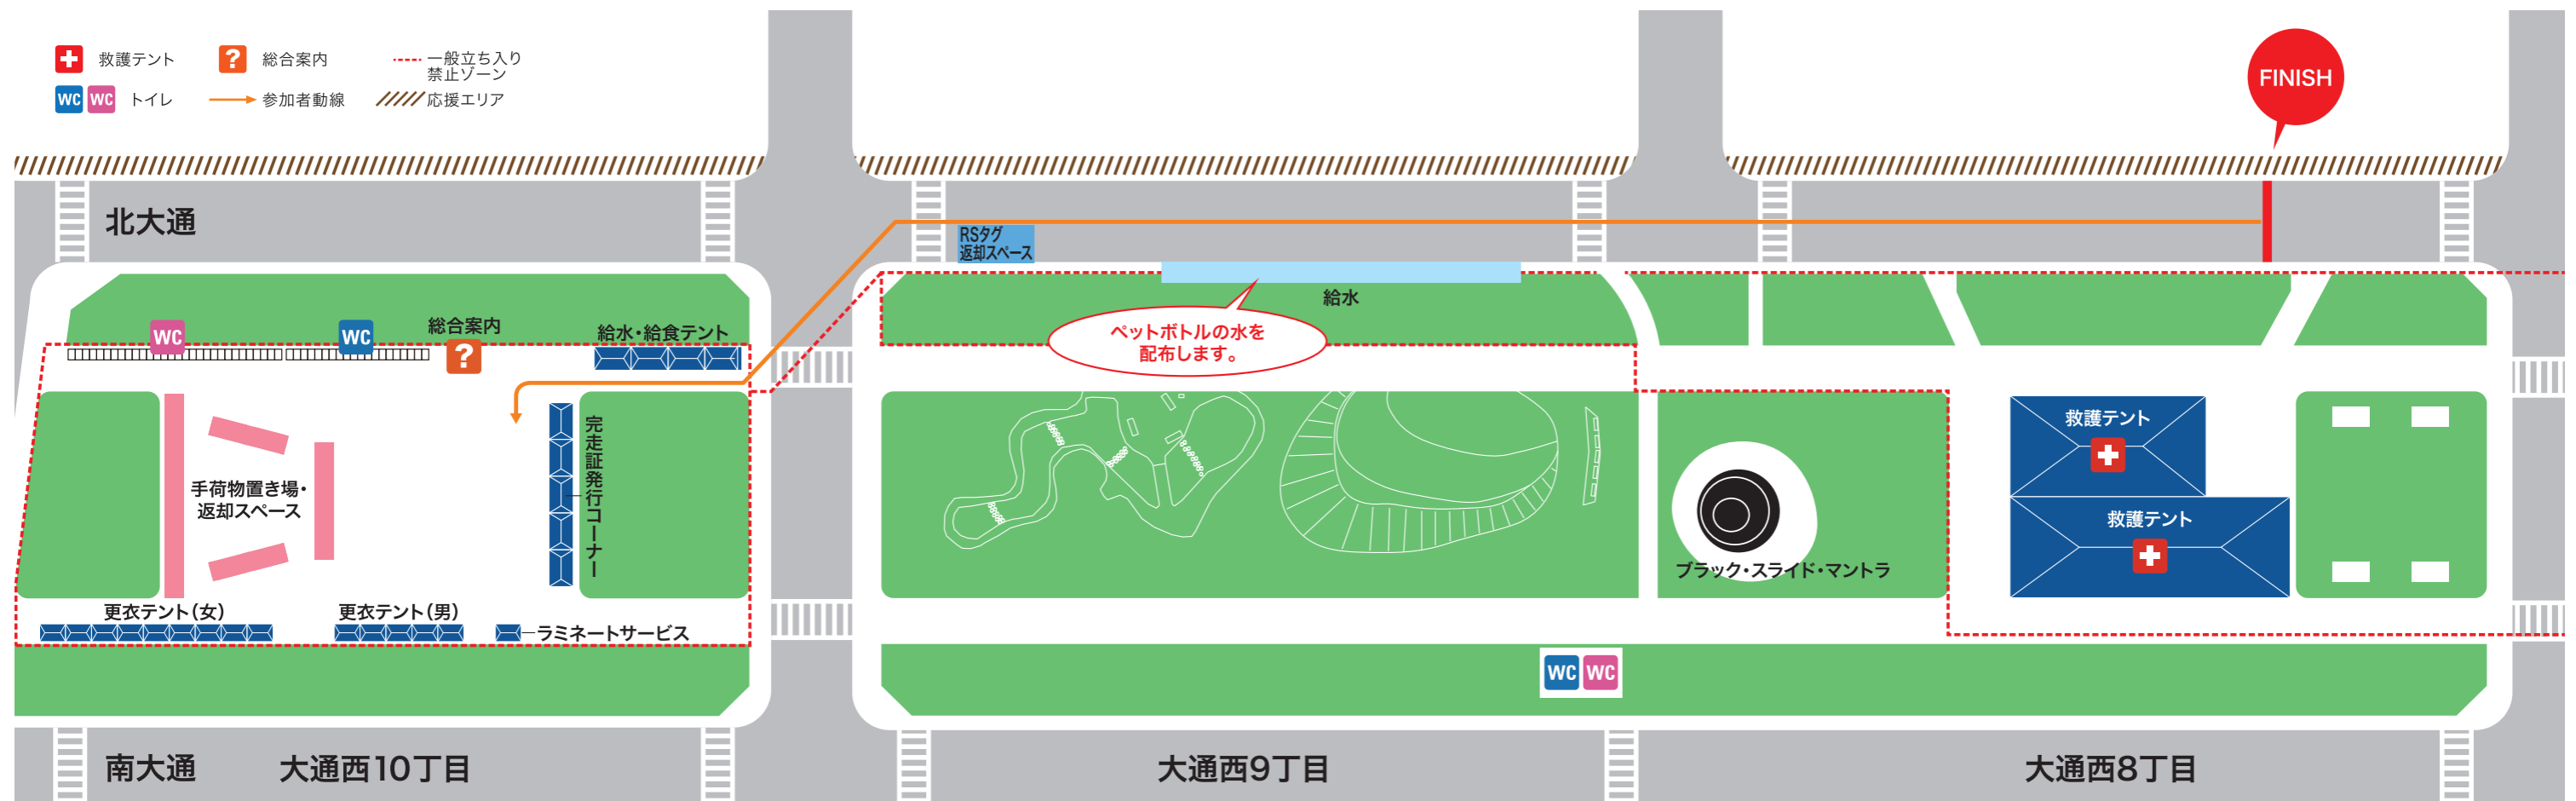 救護テント
総合案内
一般立ち入り
禁止ゾーン
WC WC トイレ
参加者動線
応援エリア
FINISH
北大通
RSタグ
返却スペース
給水
ペットボトルの水を
配布します。
WC
WC
総合案内
給水・給食テント
完走証発行コーナー
手荷物置き場・
返却スペース
更衣テント(女)
更衣テント(男)
ラミネートサービス
ブラック・スライド・マントラ
救護テント
救護テント
WC WC
南大通
大通西10丁目
大通西9丁目
大通西8丁目